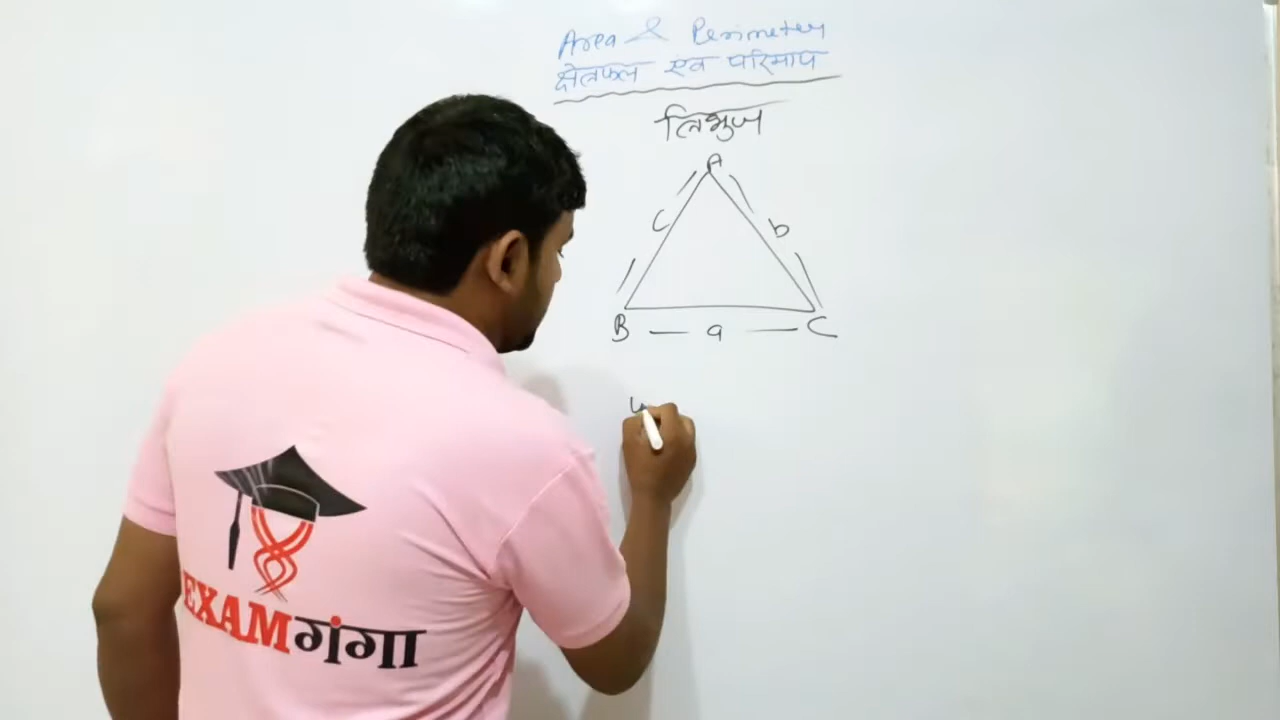 Area & Perimeter
क्षेत्रफल एवं परिमाप
त्रिभुज
A
C b
B a C
EXAMगंगा